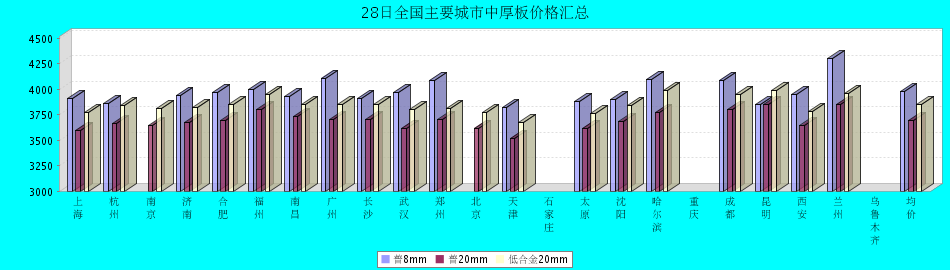 28日全国主要城市中厚板价格汇总
4500
4250
4000
3750
3500
3250
3000
上海
杭州
南京
济南
合肥
福州
南昌
广州
长沙
武汉
郑州
北京
天津
石家庄
太原
沈阳
哈尔滨
重庆
成都
昆明
西安
兰州
乌鲁木齐
均价
普8mm 普20mm 低合金20mm